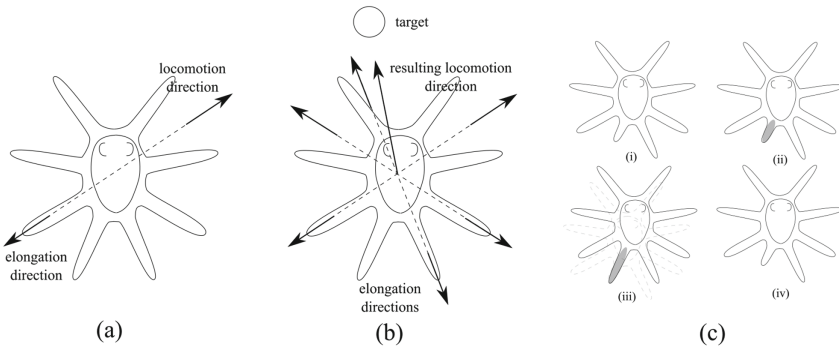 locomotion
direction
elongation
direction
(a)
target
resulting locomotion
direction
elongation
directions
(b)
(i)
(ii)
(iii)
(iv)
(c)